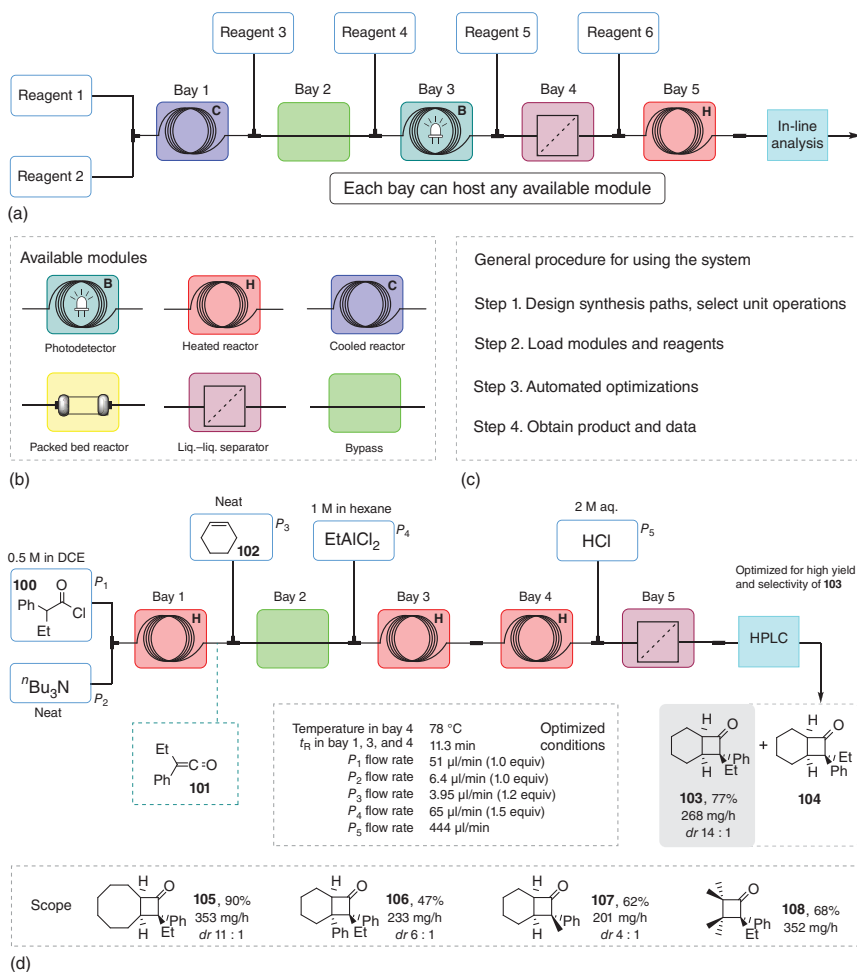 Reagent 3
Reagent 4
Reagent 5
Reagent 6
Reagent 1
Reagent 2
Bay 1
Bay 2
Bay 3
Bay 4
Bay 5
C
B
H
In-line
analysis
Each bay can host any available module
(a)
Available modules
B
H
C
Photodetector
Heated reactor
Cooled reactor
Packed bed reactor
Liq.–liq. separator
Bypass
(b)
General procedure for using the system
Step 1. Design synthesis paths, select unit operations
Step 2. Load modules and reagents
Step 3. Automated optimizations
Step 4. Obtain product and data
(c)
Neat
102
P3
1 M in hexane
EtAlCl2
P4
2 M aq.
HCl
P5
0.5 M in DCE
100
O
Ph
Cl
Et
P1
nBu3N
P2
Neat
Bay 1
Bay 2
Bay 3
Bay 4
Bay 5
H
H
H
Optimized for high yield
and selectivity of 103
HPLC
Et
C=O
Ph
101
Temperature in bay 4 78 °C
tR in bay 1, 3, and 4 11.3 min
P1 flow rate 51 µl/min (1.0 equiv)
P2 flow rate 6.4 µl/min (1.0 equiv)
P3 flow rate 3.95 µl/min (1.2 equiv)
P4 flow rate 65 µl/min (1.5 equiv)
P5 flow rate 444 µl/min
Optimized
conditions
H
O
Ph
H
Et
103, 77%
268 mg/h
dr 14 : 1
+
H
O
Et
H
Ph
104
Scope
H
O
Ph
H
Et
105, 90%
353 mg/h
dr 11 : 1
H
O
Ph
Ph
Et
106, 47%
233 mg/h
dr 6 : 1
H
O
Ph
H
107, 62%
201 mg/h
dr 4 : 1
O
Ph
Et
108, 68%
352 mg/h
(d)